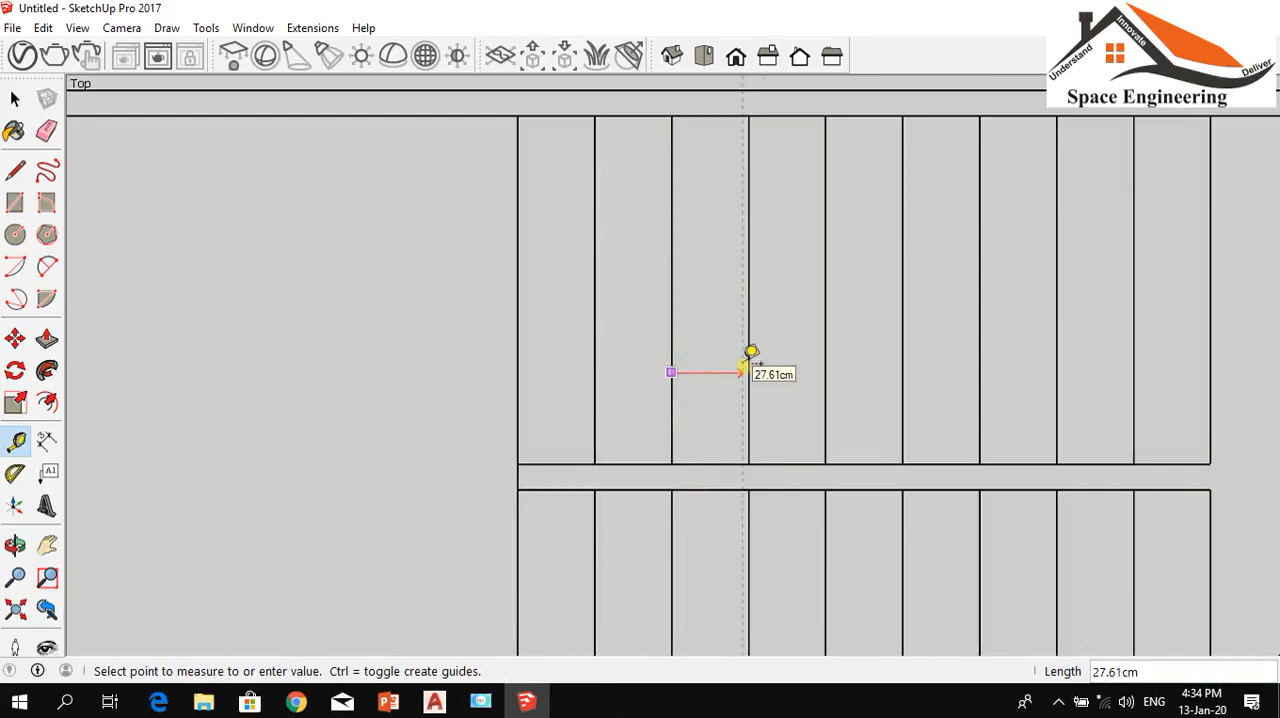 Untitled - SketchUp Pro 2017
File Edit View Camera Draw Tools Window Extensions Help
Top
Understand
Innovate
Deliver
Space Engineering
27.61cm
A1
Select point to measure to or enter value. Ctrl = toggle create guides.
Length 27.61cm
ENG
4:34 PM
13-Jan-20